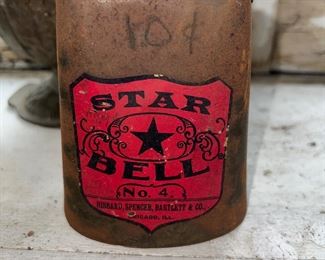 10¢
STAR
BELL
No. 4
HIBBARD, SPENCER, BARTLETT & CO.
CHICAGO, ILL.